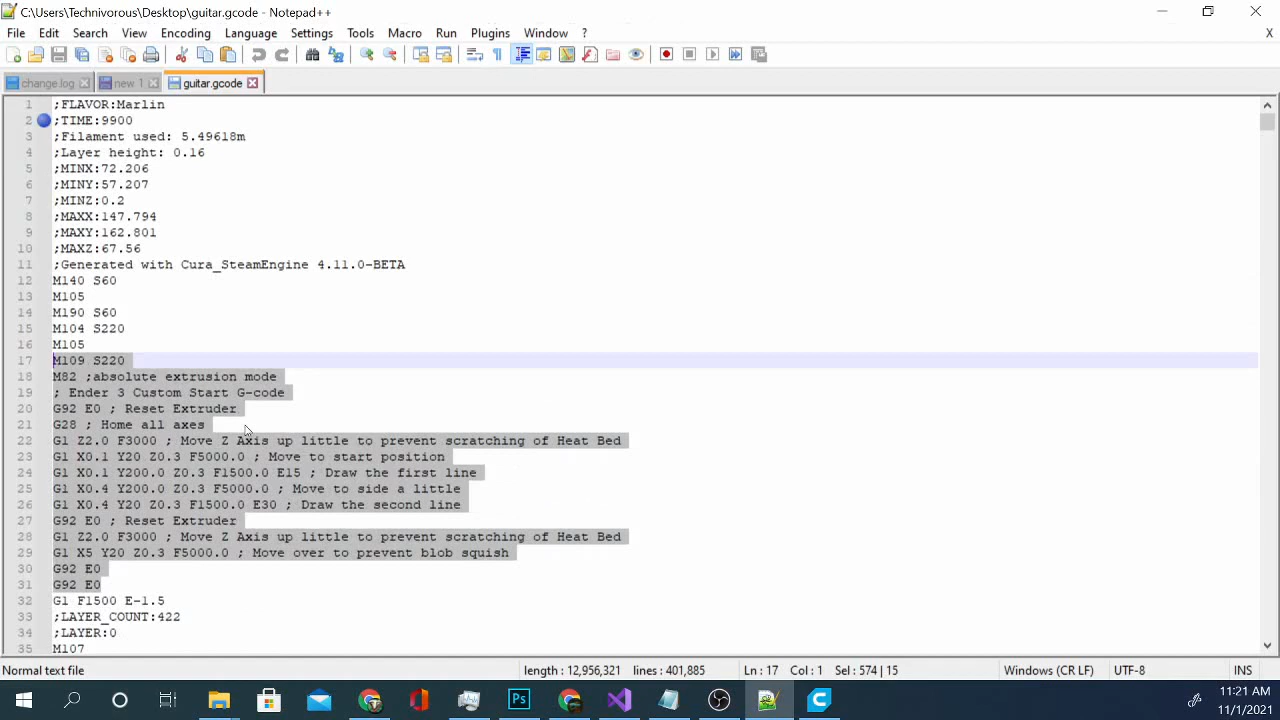 C:\Users\Technivorous\Desktop\guitar.gcode - Notepad++
File Edit Search View Encoding Language Settings Tools Macro Run Plugins Window ? X
change.log new 1 guitar.gcode
1 ;FLAVOR:Marlin
2 ;TIME:9900
3 ;Filament used: 5.49618m
4 ;Layer height: 0.16
5 ;MINX:72.206
6 ;MINY:57.207
7 ;MINZ:0.2
8 ;MAXX:147.794
9 ;MAXY:162.801
10 ;MAXZ:67.56
11 ;Generated with Cura_SteamEngine 4.11.0-BETA
12 M140 S60
13 M105
14 M190 S60
15 M104 S220
16 M105
17 M109 S220
18 M82 ;absolute extrusion mode
19 ; Ender 3 Custom Start G-code
20 G92 E0 ; Reset Extruder
21 G28 ; Home all axes
22 G1 Z2.0 F3000 ; Move Z Axis up little to prevent scratching of Heat Bed
23 G1 X0.1 Y20 Z0.3 F5000.0 ; Move to start position
24 G1 X0.1 Y200.0 Z0.3 F1500.0 E15 ; Draw the first line
25 G1 X0.4 Y200.0 Z0.3 F5000.0 ; Move to side a little
26 G1 X0.4 Y20 Z0.3 F1500.0 E30 ; Draw the second line
27 G92 E0 ; Reset Extruder
28 G1 Z2.0 F3000 ; Move Z Axis up little to prevent scratching of Heat Bed
29 G1 X5 Y20 Z0.3 F5000.0 ; Move over to prevent blob squish
30 G92 E0
31 G92 E0
32 G1 F1500 E-1.5
33 ;LAYER_COUNT:422
34 ;LAYER:0
35 M107
Normal text file length : 12,956,321 lines : 401,885 Ln : 17 Col : 1 Sel : 574 | 15 Windows (CR LF) UTF-8 INS
Ps
11:21 AM
11/1/2021